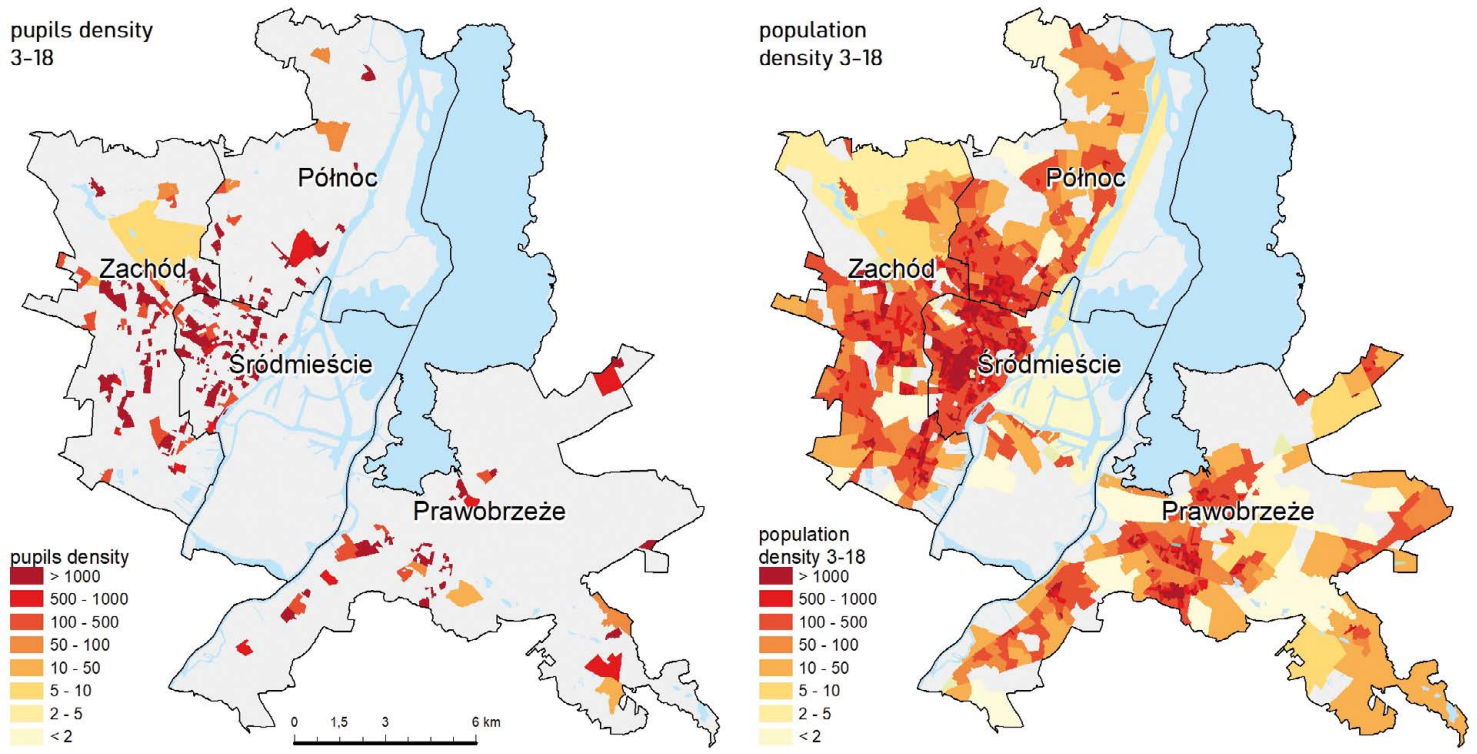 pupils density
3-18
Północ
Zachód
Śródmieście
Prawobrzeże
pupils density
> 1000
500 - 1000
100 - 500
50 - 100
10 - 50
5 - 10
2 - 5
< 2
0 1,5 3 6 km
population
density 3-18
Północ
Zachód
Śródmieście
Prawobrzeże
population
density 3-18
> 1000
500 - 1000
100 - 500
50 - 100
10 - 50
5 - 10
2 - 5
< 2